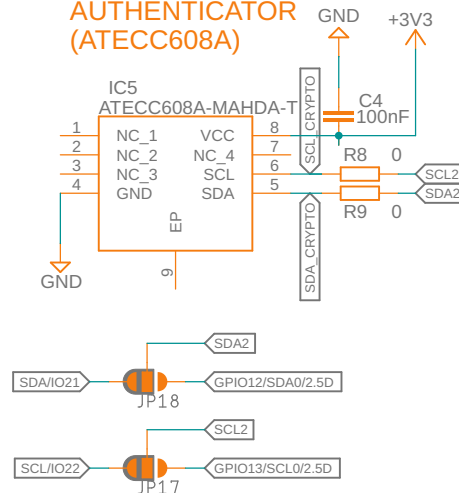 AUTHENTICATOR
(ATECC608A)
GND
+3V3
SCL_CRYPTO
IC5
ATECC608A-MAHDA-T
C4
100nF
1 NC_1 VCC 8
2 NC_2 NC_4 7
3 NC_3 SCL 6
4 GND SDA 5
R8 0
SCL2
SDA2
R9 0
EP
9
SDA_CRYPTO
GND
SDA2
SDA/IO21
GPIO12/SDA0/2.5D
JP18
SCL2
SCL/IO22
GPIO13/SCL0/2.5D
JP17